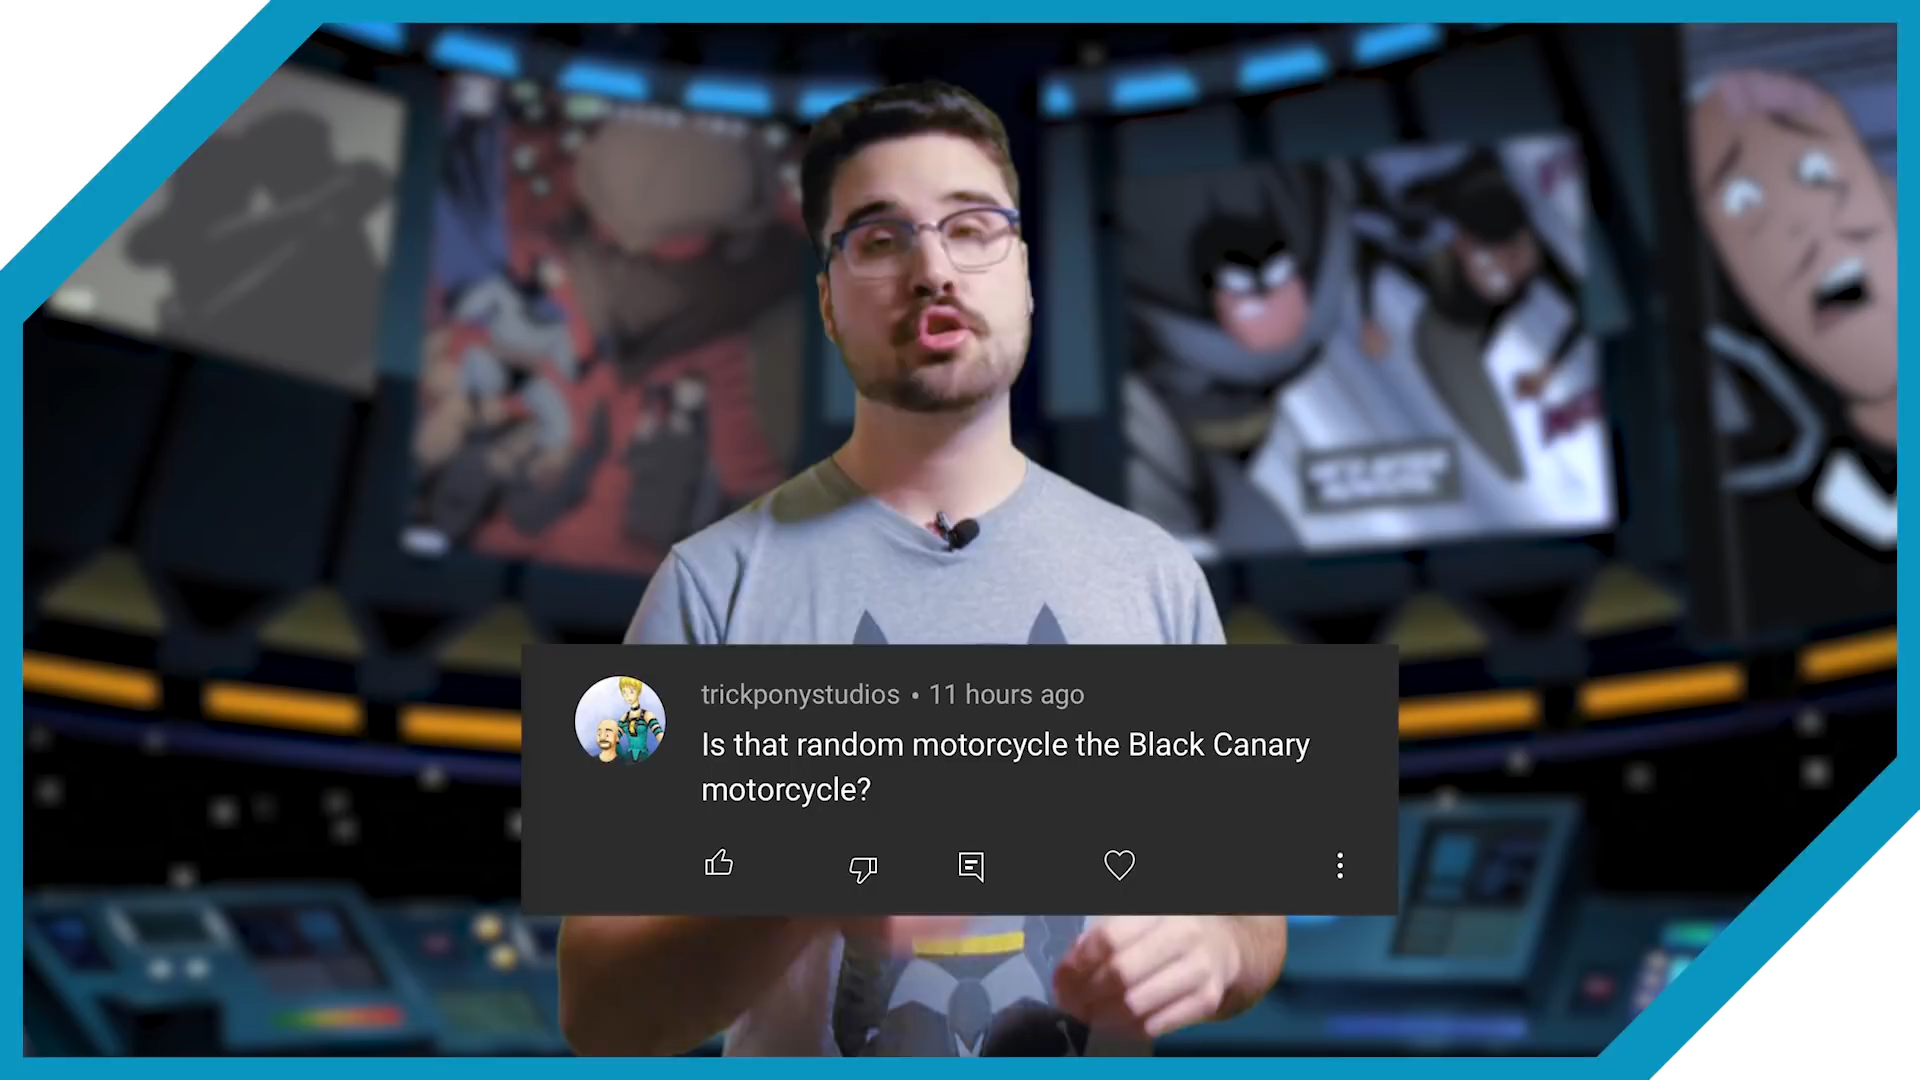 trickponystudios • 11 hours ago
Is that random motorcycle the Black Canary
motorcycle?